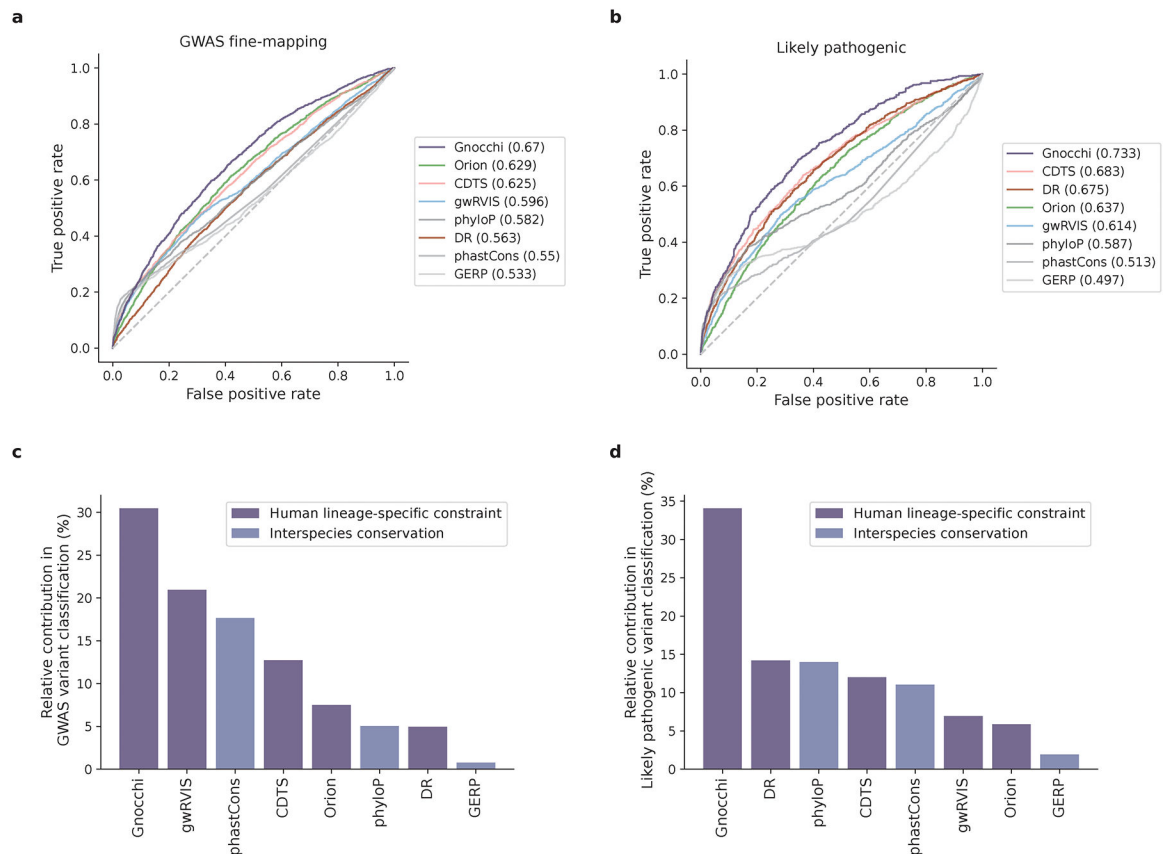 a
GWAS fine-mapping
True positive rate
1.0
0.8
0.6
0.4
0.2
0.0
0.0 0.2 0.4 0.6 0.8 1.0
False positive rate
Gnocchi (0.67)
Orion (0.629)
CDTS (0.625)
gwRVIS (0.596)
phyloP (0.582)
DR (0.563)
phastCons (0.55)
GERP (0.533)
b
Likely pathogenic
True positive rate
1.0
0.8
0.6
0.4
0.2
0.0
0.0 0.2 0.4 0.6 0.8 1.0
False positive rate
Gnocchi (0.733)
CDTS (0.683)
DR (0.675)
Orion (0.637)
gwRVIS (0.614)
phyloP (0.587)
phastCons (0.513)
GERP (0.497)
c
Relative contribution in
GWAS variant classification (%)
30
25
20
15
10
5
0
Human lineage-specific constraint
Interspecies conservation
Gnocchi
gwRVIS
phastCons
CDTS
Orion
phyloP
DR
GERP
d
Relative contribution in
Likely pathogenic variant classification (%)
35
30
25
20
15
10
5
0
Human lineage-specific constraint
Interspecies conservation
Gnocchi
DR
phyloP
CDTS
phastCons
gwRVIS
Orion
GERP